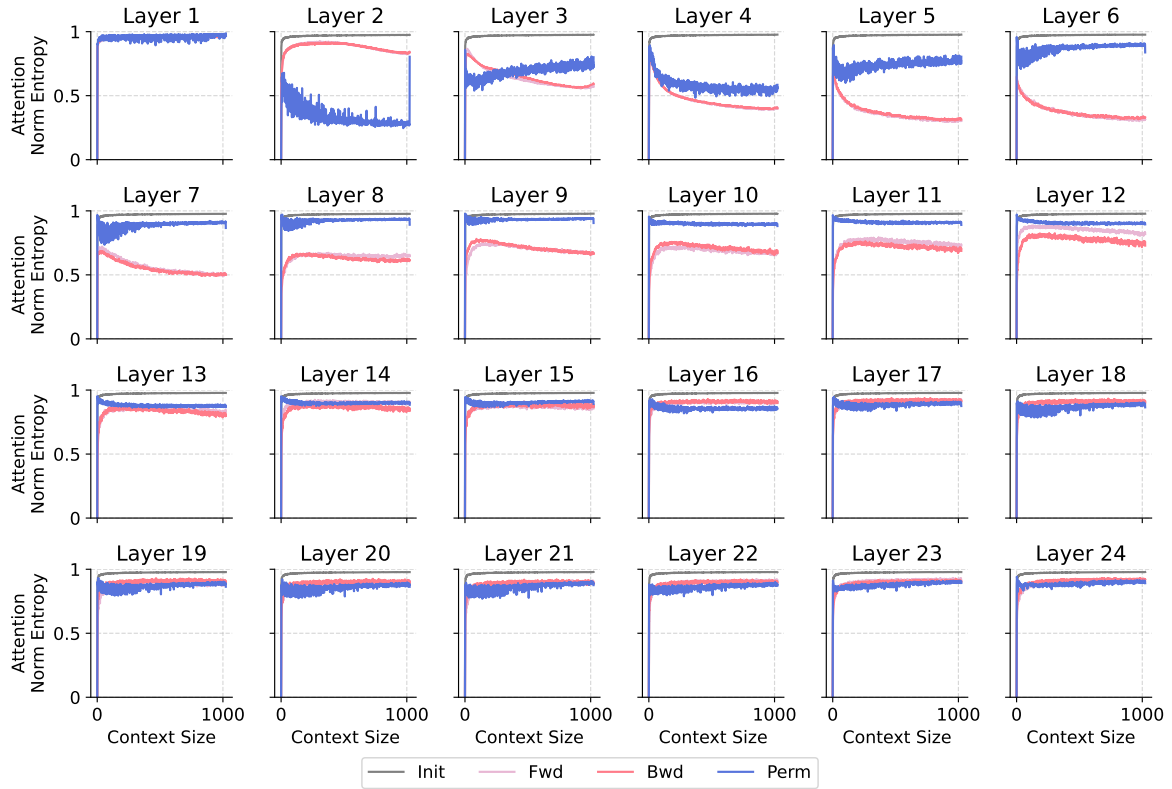 Layer 1 Layer 2 Layer 3 Layer 4 Layer 5 Layer 6
Attention
Norm Entropy
1
0.5
0
Layer 7 Layer 8 Layer 9 Layer 10 Layer 11 Layer 12
Attention
Norm Entropy
1
0.5
0
Layer 13 Layer 14 Layer 15 Layer 16 Layer 17 Layer 18
Attention
Norm Entropy
1
0.5
0
Layer 19 Layer 20 Layer 21 Layer 22 Layer 23 Layer 24
Attention
Norm Entropy
1
0.5
0
0 1000 0 1000 0 1000 0 1000 0 1000 0 1000
Context Size Context Size Context Size Context Size Context Size Context Size
Init Fwd Bwd Perm